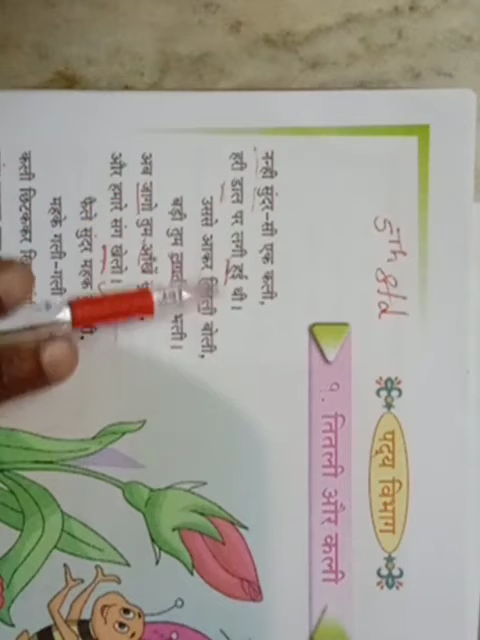 5th std
पद्य विभाग
१. तितली और कली
नन्ही सुंदर-सी एक कली,
हरी डाल पर लगी हुई थी।
उससे आकर बोली,
बड़ी तुम भली।
अब जागो तुम आँखें
और हमारे संग खेलो।
फैले सुंदर महक
महके गली-गली
कली छिटककर